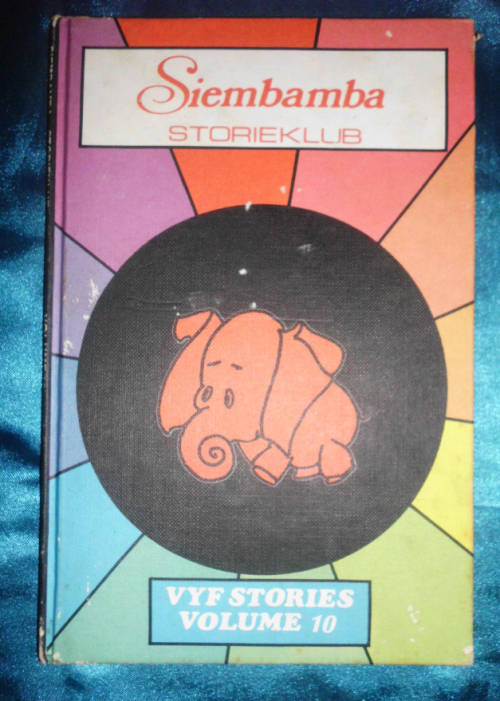 Siembamba
STORIEKLUB
VYF STORIES
VOLUME 10